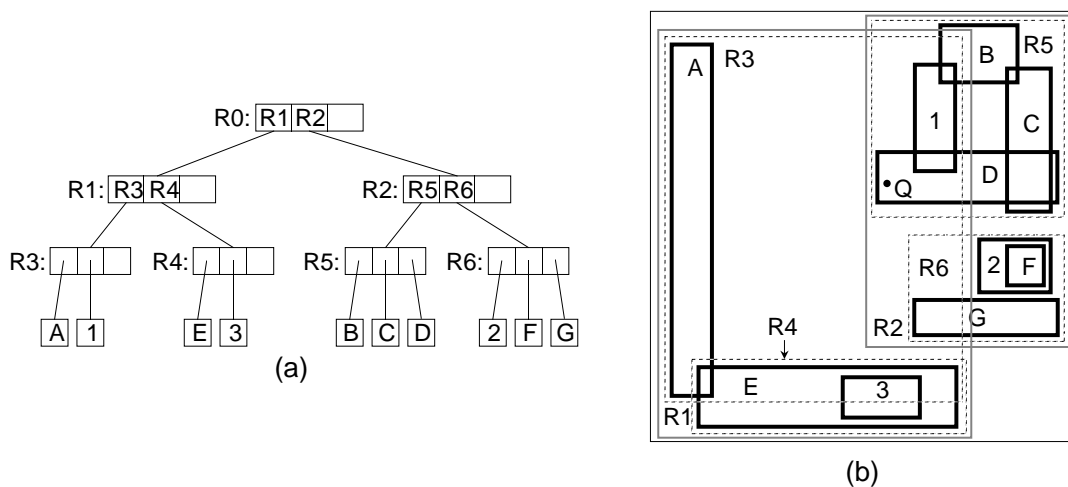 R0: R1 R2
R1: R3 R4
R2: R5 R6
R3:
R4:
R5:
R6:
A 1 E 3 B C D 2 F G
(a)
A R3 B R5
1 C
Q D
R6 2 F
R2 G
R4
E 3
R1
(b)